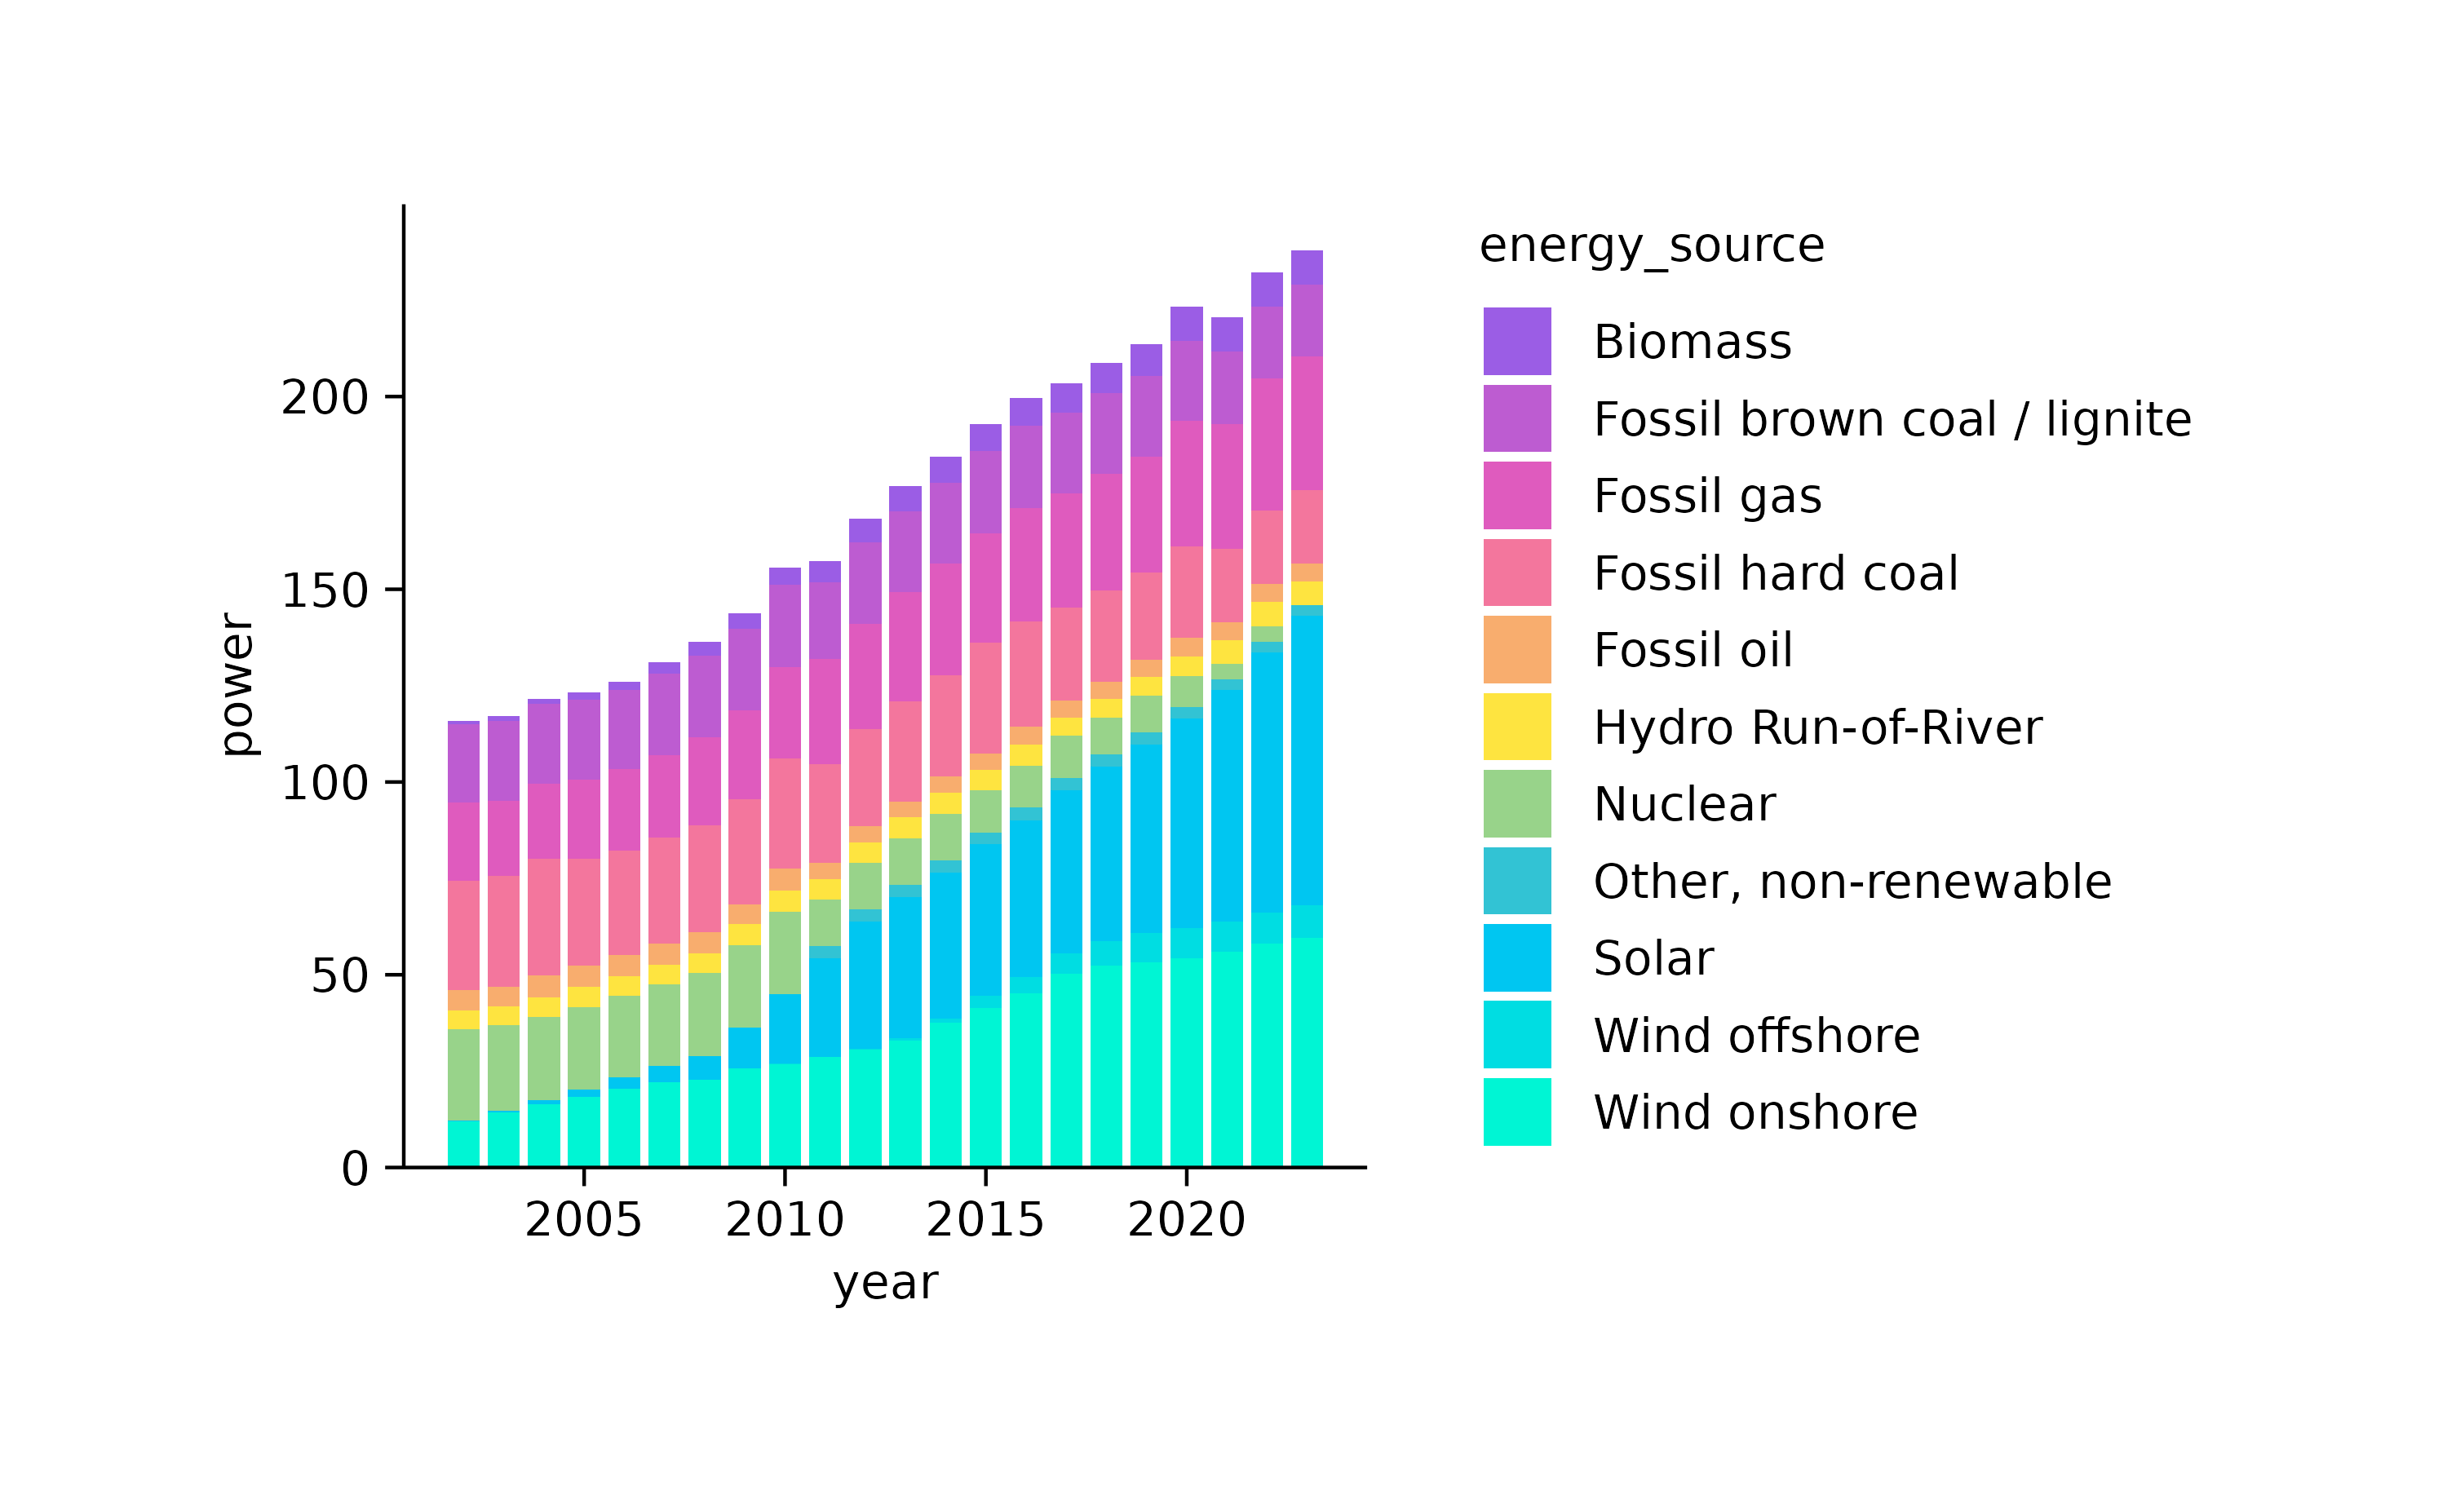 energy_source
Biomass
Fossil brown coal / lignite
Fossil gas
Fossil hard coal
Fossil oil
Hydro Run-of-River
Nuclear
Other, non-renewable
Solar
Wind offshore
Wind onshore
power
200
150
100
50
0
2005 2010 2015 2020
year